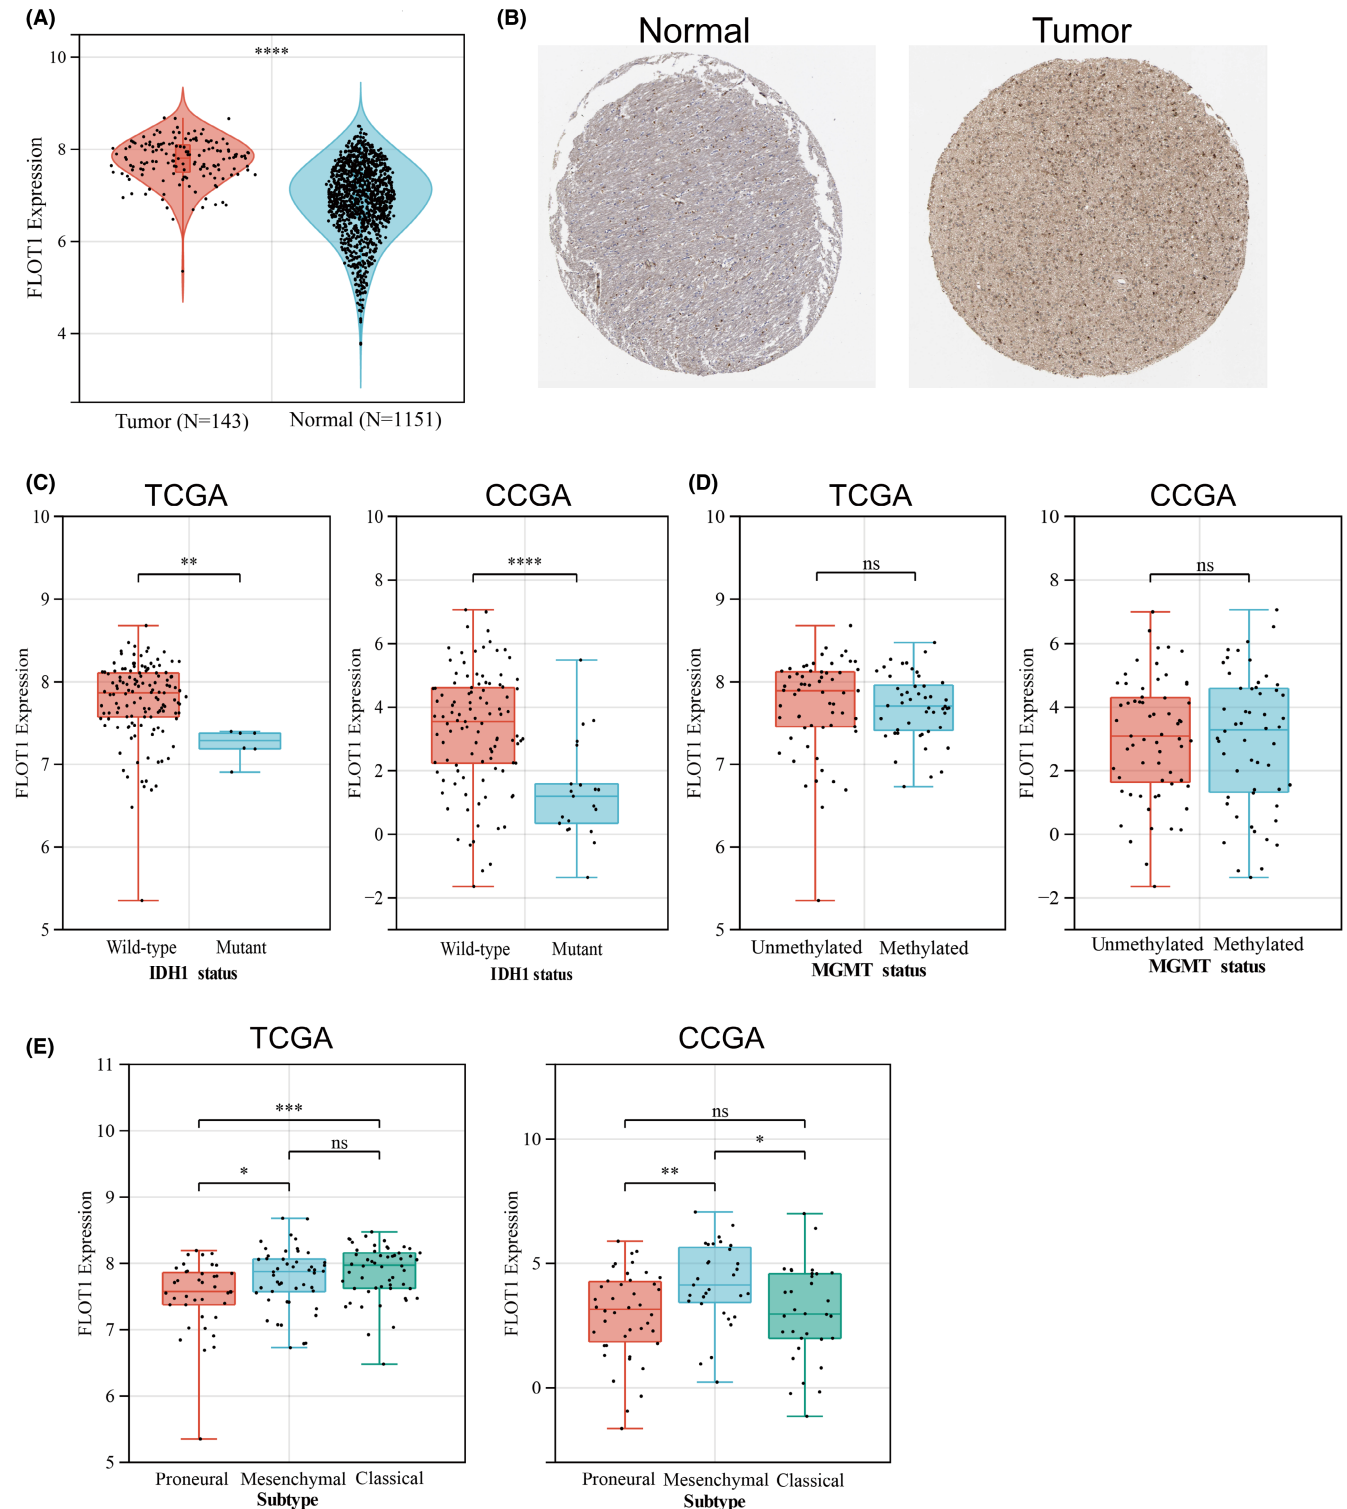 (A)
10
8
6
4
FLOT1 Expression
****
Tumor (N=143)
Normal (N=1151)
(B)
Normal
Tumor
(C)
TCGA
10
9
8
7
6
5
FLOT1 Expression
**
Wild-type
Mutant
IDH1 status
CCGA
10
8
6
4
2
0
−2
FLOT1 Expression
****
Wild-type
Mutant
IDH1 status
(D)
TCGA
10
9
8
7
6
5
FLOT1 Expression
ns
Unmethylated
Methylated
MGMT status
CCGA
10
8
6
4
2
0
−2
FLOT1 Expression
ns
Unmethylated
Methylated
MGMT status
(E)
TCGA
11
10
9
8
7
6
5
FLOT1 Expression
***
ns
*
Proneural
Mesenchymal
Classical
Subtype
CCGA
10
5
0
FLOT1 Expression
ns
*
**
Proneural
Mesenchymal
Classical
Subtype